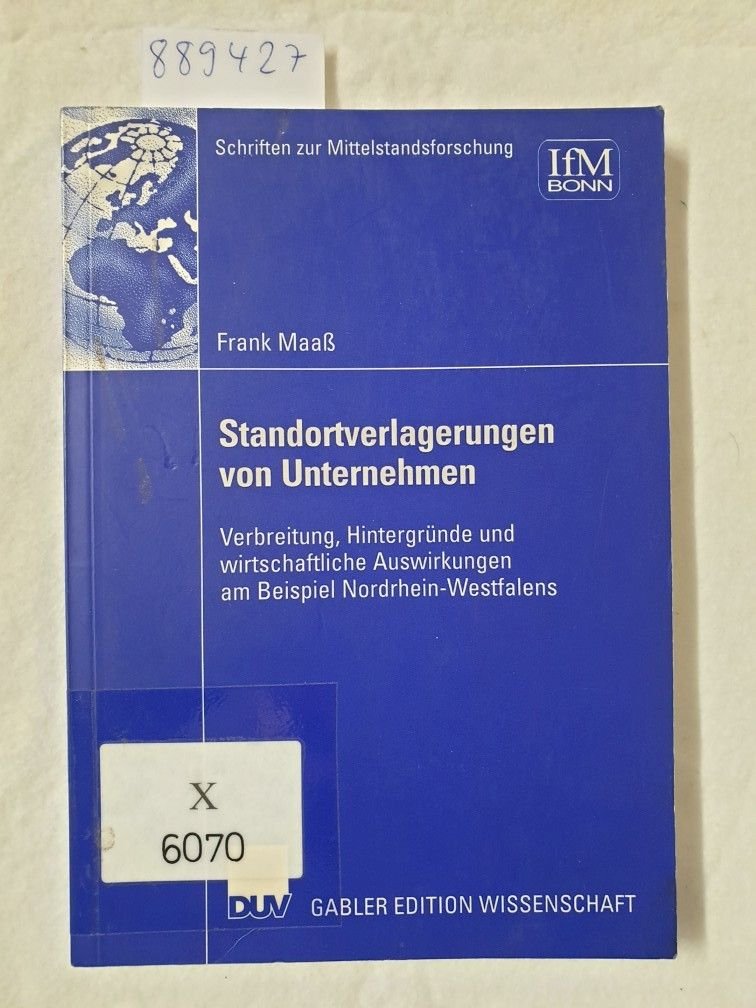 889427
Schriften zur Mittelstandsforschung
IfM
BONN
Frank Maaß
Standortverlagerungen
von Unternehmen
Verbreitung, Hintergründe und
wirtschaftliche Auswirkungen
am Beispiel Nordrhein-Westfalens
X
6070
DUV GABLER EDITION WISSENSCHAFT